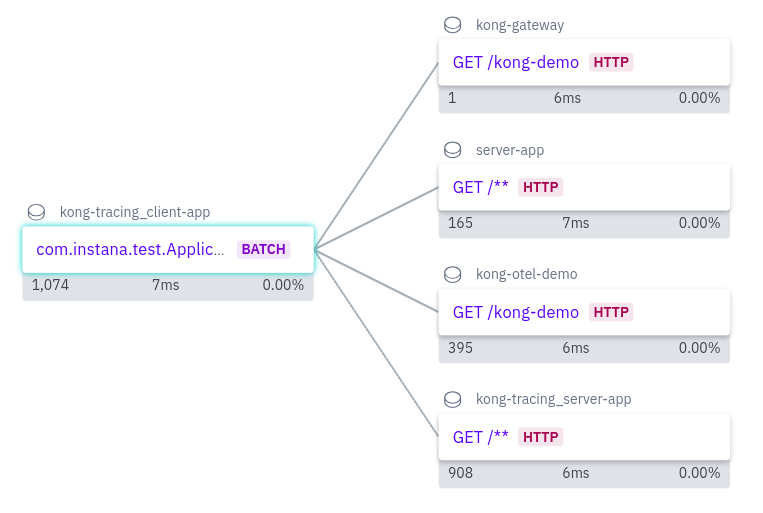 kong-gateway
GET /kong-demo HTTP
1 6ms 0.00%
server-app
GET /** HTTP
165 7ms 0.00%
kong-tracing_client-app
com.instana.test.Applic... BATCH
1,074 7ms 0.00%
kong-otel-demo
GET /kong-demo HTTP
395 6ms 0.00%
kong-tracing_server-app
GET /** HTTP
908 6ms 0.00%